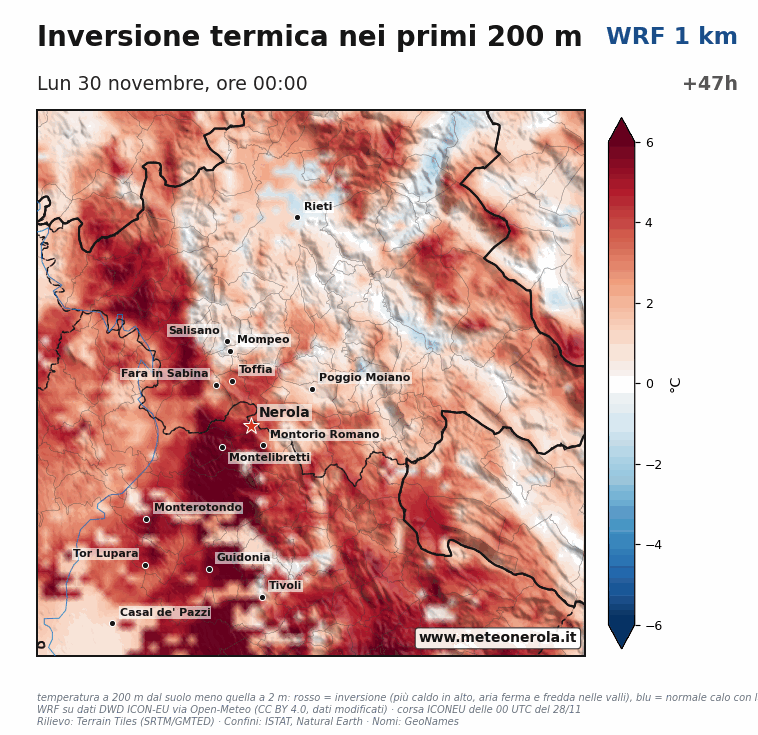 Inversione termica nei primi 200 m WRF 1 km
Lun 30 novembre, ore 00:00 +47h
Rieti
Salisano
Mompeo
Toffia
Fara in Sabina
Poggio Moiano
Nerola
Montorio Romano
Montelibretti
Monterotondo
Tor Lupara
Guidonia
Tivoli
Casal de' Pazzi
www.meteonerola.it
6
4
2
0
−2
−4
−6
°C
temperatura a 200 m dal suolo meno quella a 2 m: rosso = inversione (più caldo in alto, aria ferma e fredda nelle valli), blu = normale calo con l
WRF su dati DWD ICON-EU via Open-Meteo (CC BY 4.0, dati modificati) · corsa ICONEU delle 00 UTC del 28/11
Rilievo: Terrain Tiles (SRTM/GMTED) · Confini: ISTAT, Natural Earth · Nomi: GeoNames